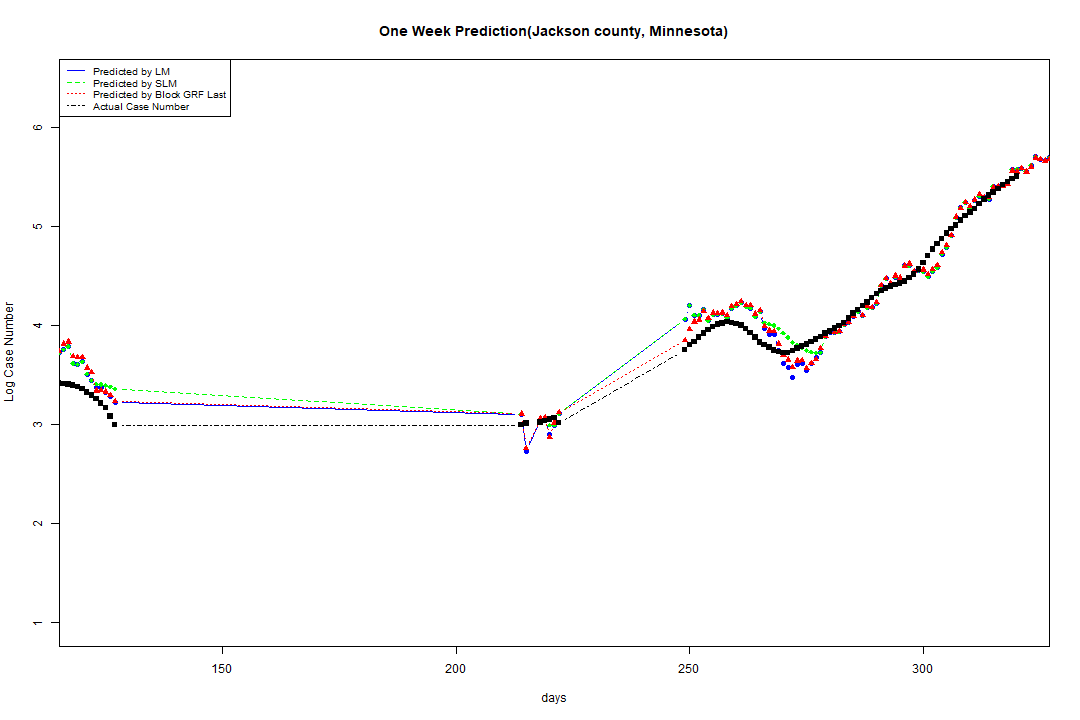 One Week Prediction(Jackson county, Minnesota)
Predicted by LM
Predicted by SLM
Predicted by Block GRF Last
Actual Case Number
Log Case Number
6
5
4
3
2
1
150 200 250 300
days